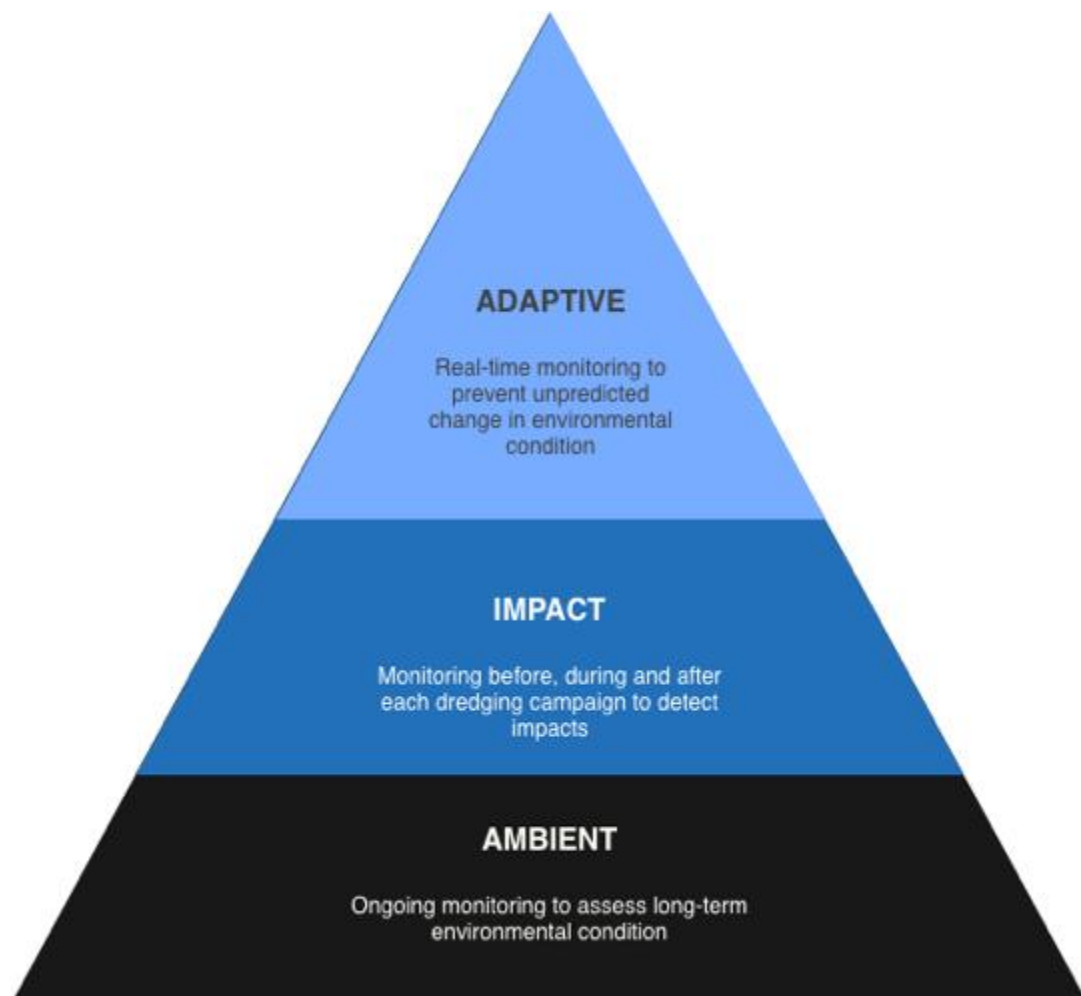 ADAPTIVE
Real-time monitoring to
prevent unpredicted
change in environmental
condition
IMPACT
Monitoring before, during and after
each dredging campaign to detect
impacts
AMBIENT
Ongoing monitoring to assess long-term
environmental condition